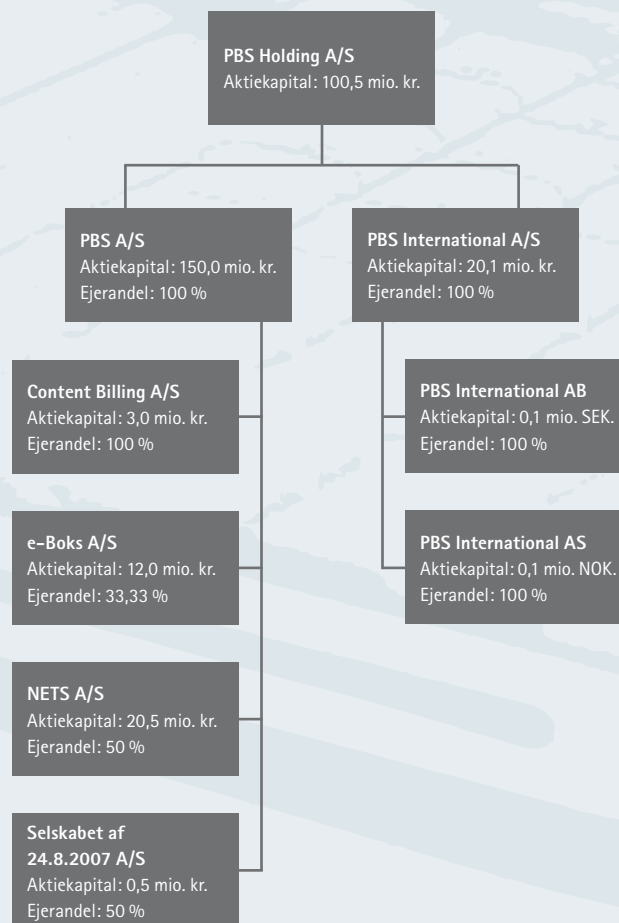 PBS Holding A/S
Aktiekapital: 100,5 mio. kr.
PBS A/S
Aktiekapital: 150,0 mio. kr.
Ejerandel: 100 %
PBS International A/S
Aktiekapital: 20,1 mio. kr.
Ejerandel: 100 %
Content Billing A/S
Aktiekapital: 3,0 mio. kr.
Ejerandel: 100 %
e-Boks A/S
Aktiekapital: 12,0 mio. kr.
Ejerandel: 33,33 %
NETS A/S
Aktiekapital: 20,5 mio. kr.
Ejerandel: 50 %
Selskabet af
24.8.2007 A/S
Aktiekapital: 0,5 mio. kr.
Ejerandel: 50 %
PBS International AB
Aktiekapital: 0,1 mio. SEK.
Ejerandel: 100 %
PBS International AS
Aktiekapital: 0,1 mio. NOK.
Ejerandel: 100 %